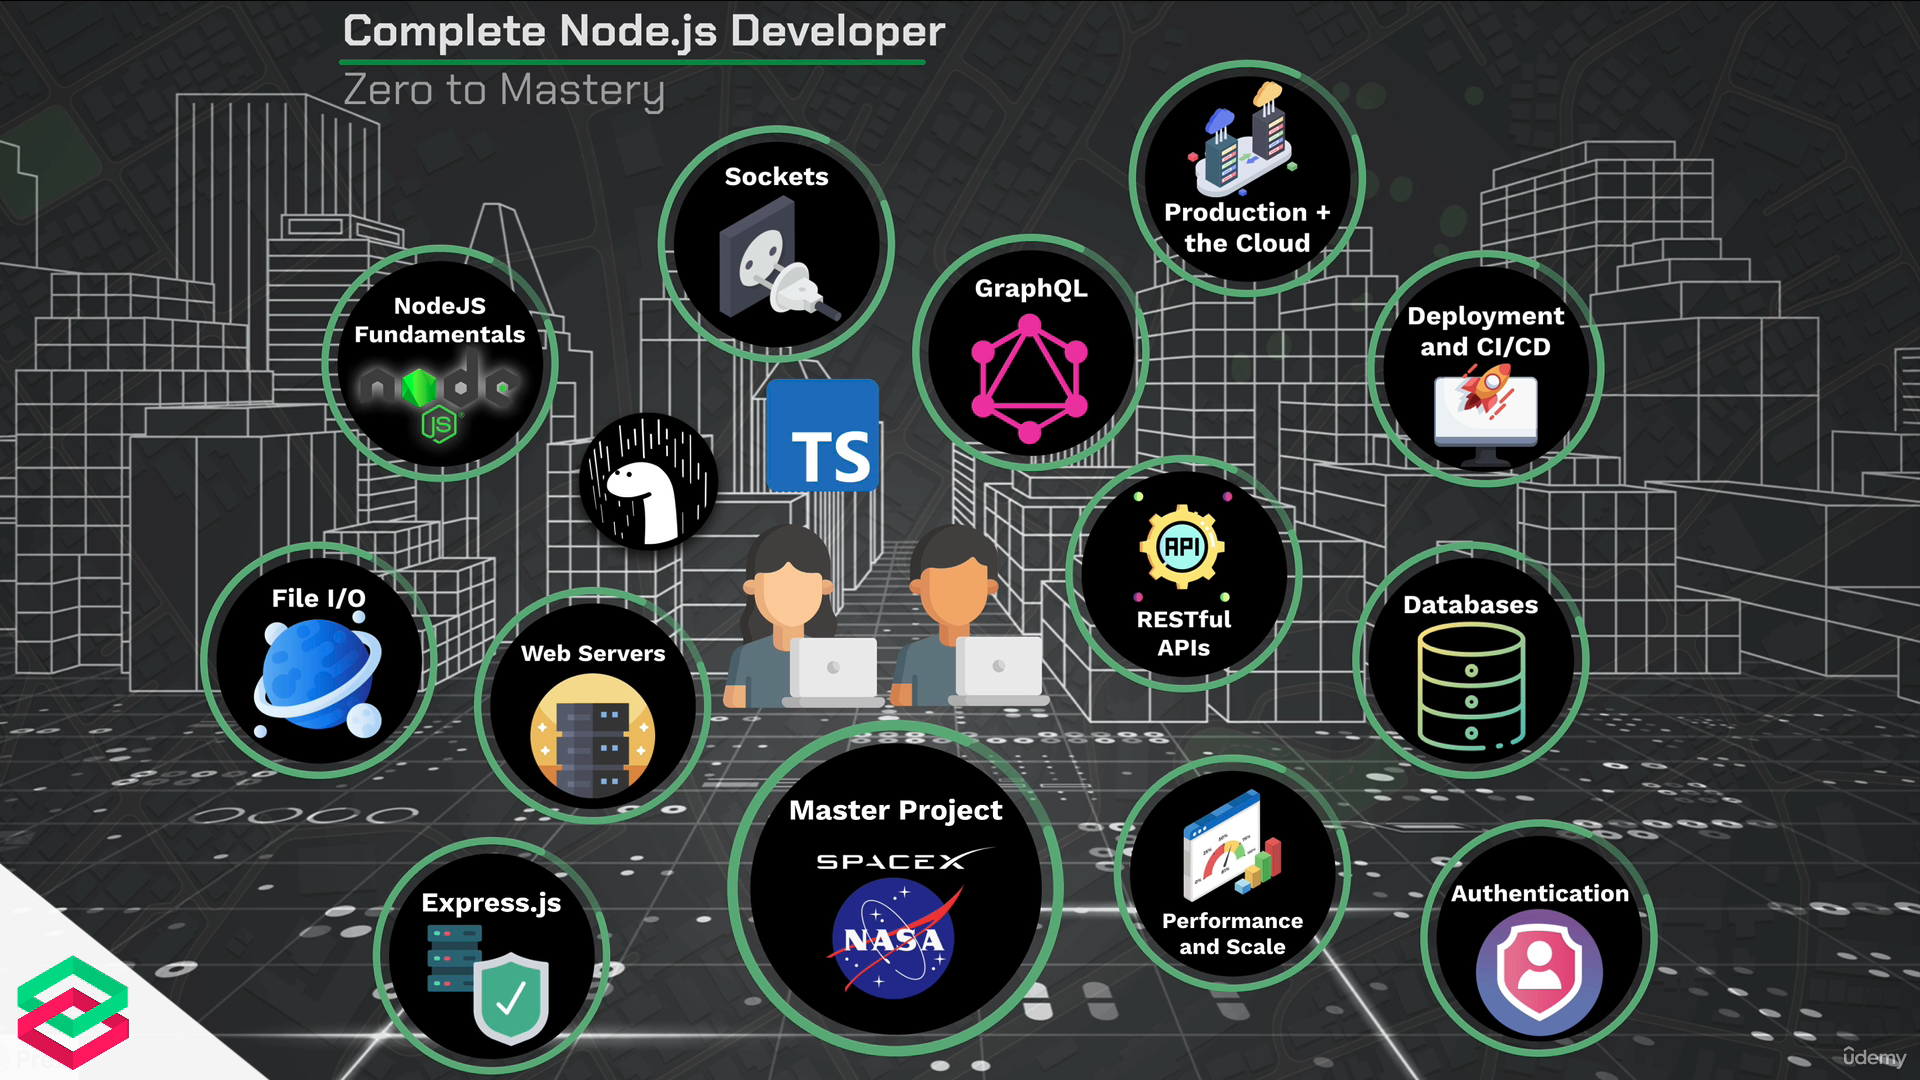 Complete Node.js Developer
Zero to Mastery
Sockets
Production +
the Cloud
NodeJS
Fundamentals
node
JS
GraphQL
Deployment
and CI/CD
TS
API
RESTful
APIs
File I/O
Web Servers
Databases
Master Project
SPACEX
NASA
Performance
and Scale
Express.js
Authentication
udemy